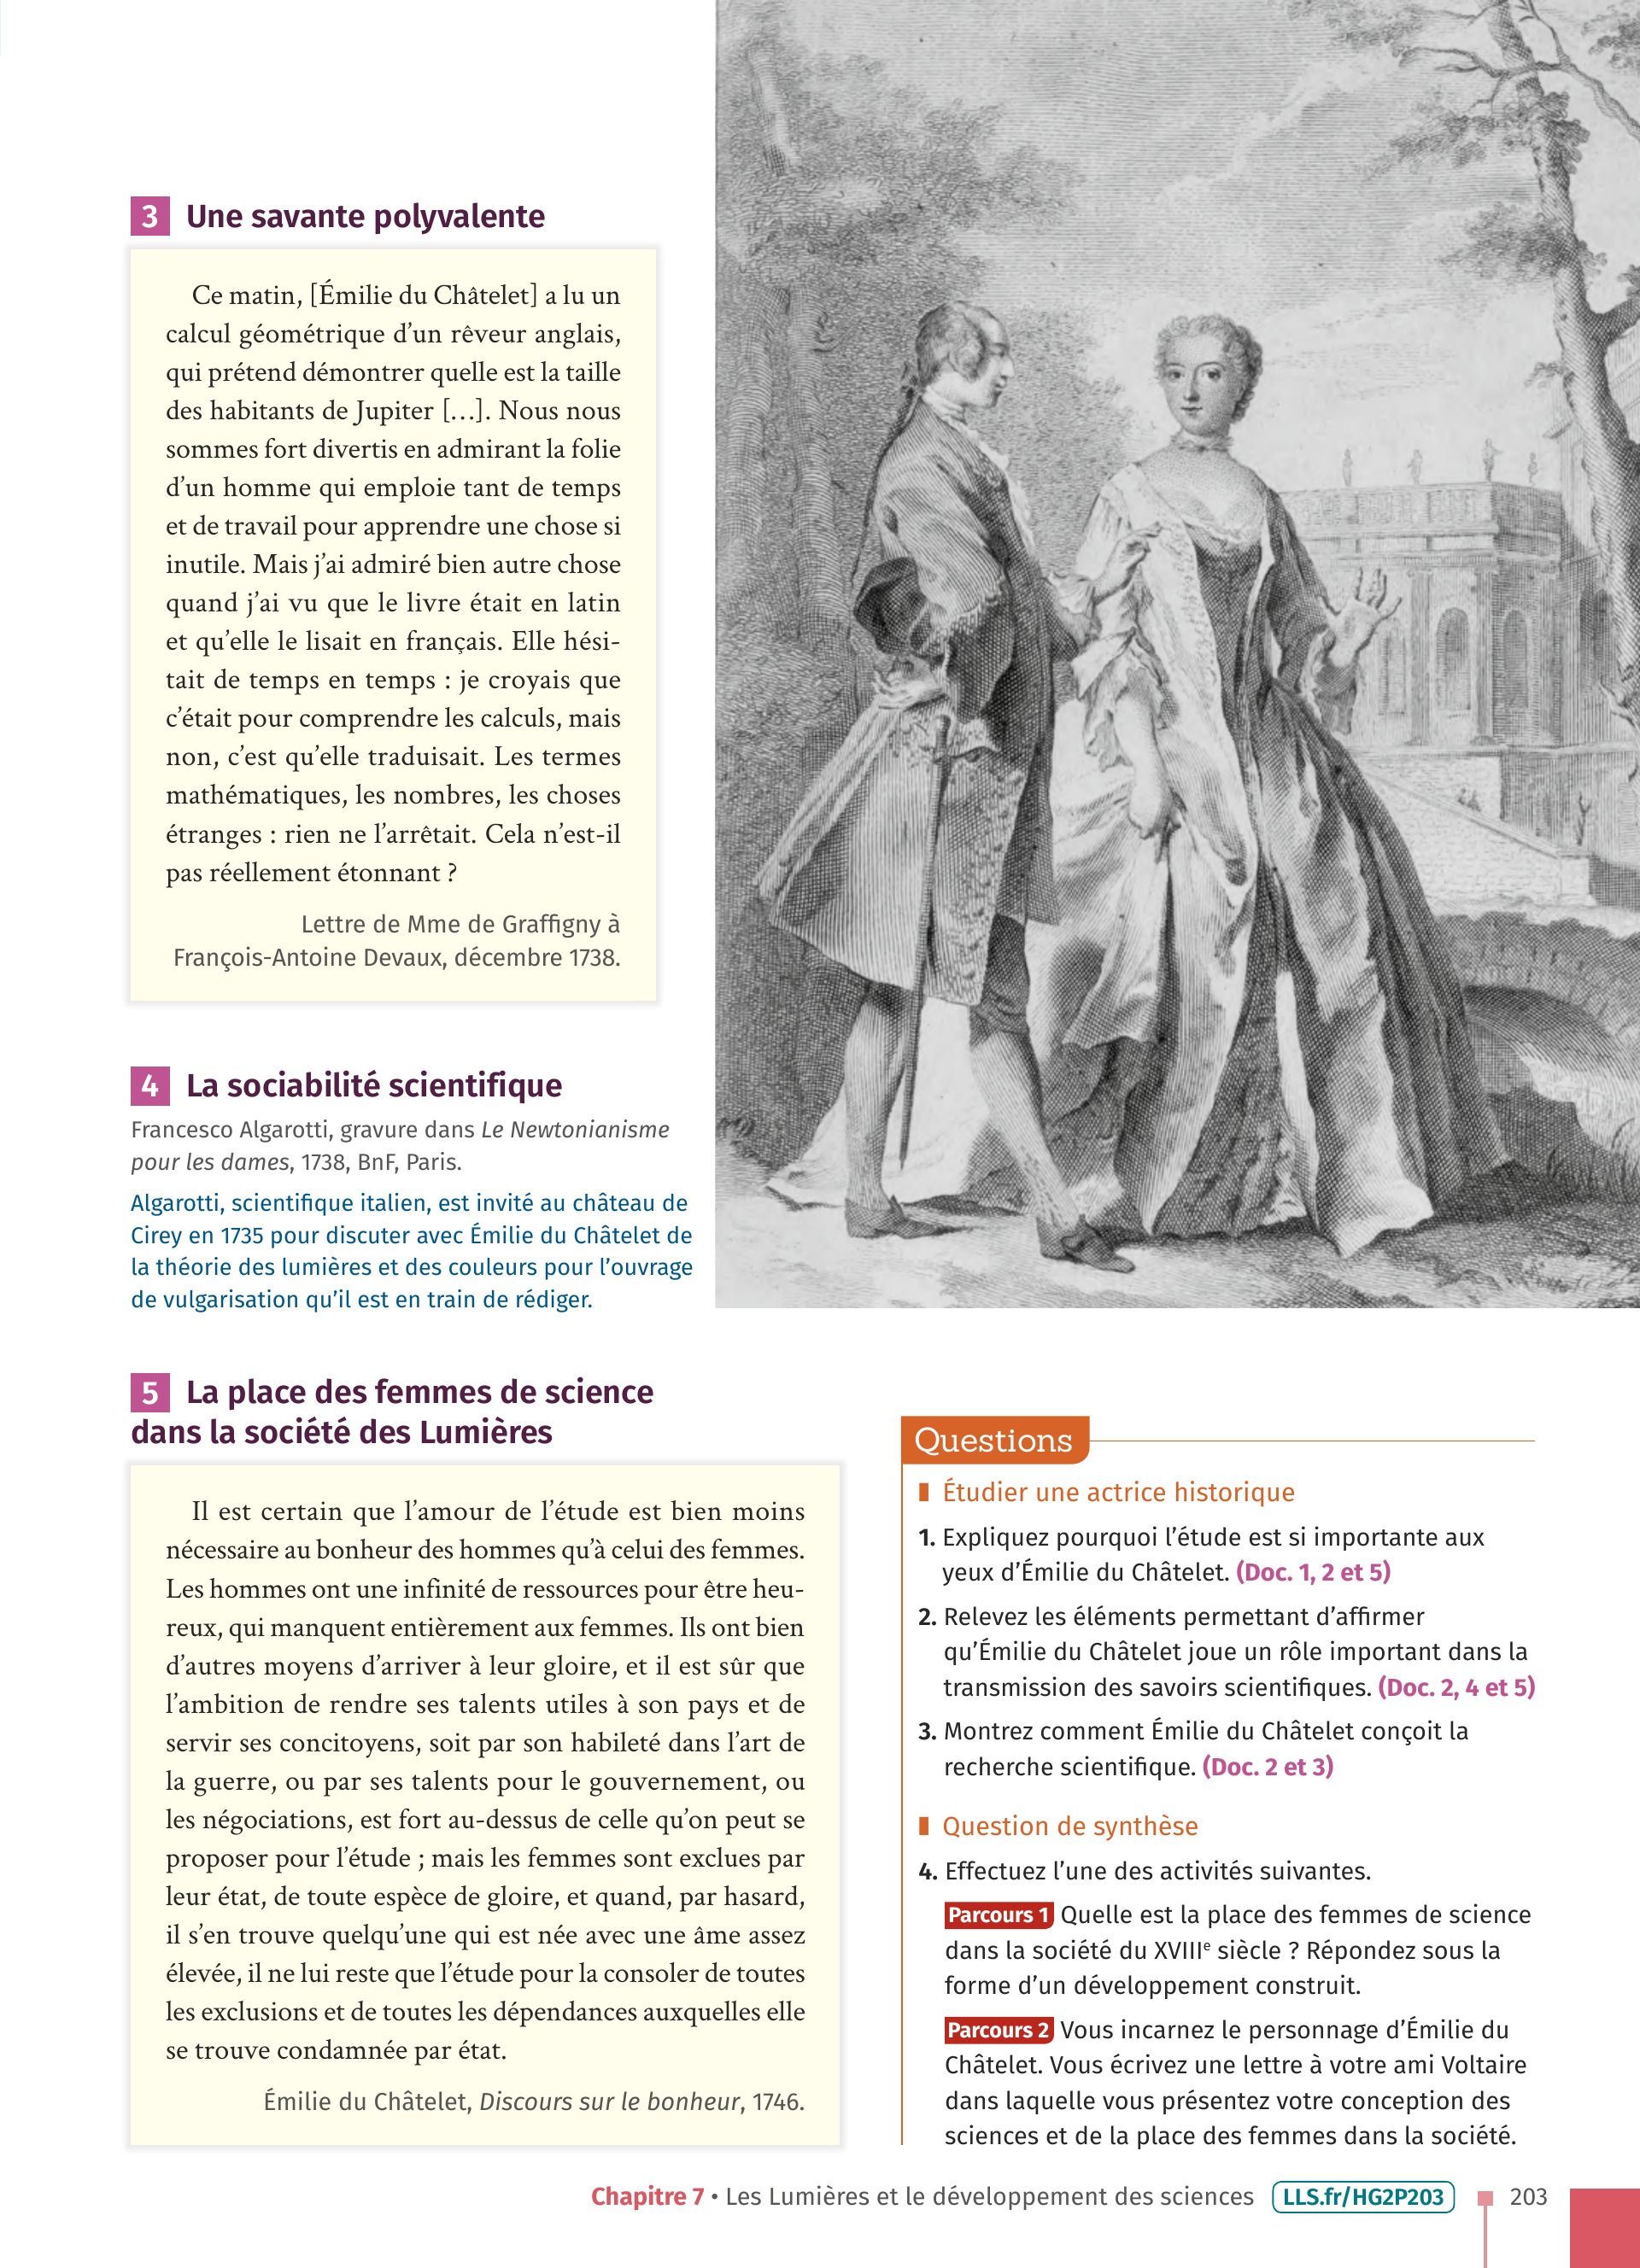 3 Une savante polyvalente
Ce matin, [Émilie du Châtelet] a lu un
calcul géométrique d’un rêveur anglais,
qui prétend démontrer quelle est la taille
des habitants de Jupiter […]. Nous nous
sommes fort divertis en admirant la folie
d’un homme qui emploie tant de temps
et de travail pour apprendre une chose si
inutile. Mais j’ai admiré bien autre chose
quand j’ai vu que le livre était en latin
et qu’elle le lisait en français. Elle hési-
tait de temps en temps : je croyais que
c’était pour comprendre les calculs, mais
non, c’est qu’elle traduisait. Les termes
mathématiques, les nombres, les choses
étranges : rien ne l’arrêtait. Cela n’est-il
pas réellement étonnant ?
Lettre de Mme de Graffigny à
François-Antoine Devaux, décembre 1738.
4 La sociabilité scientifique
Francesco Algarotti, gravure dans Le Newtonianisme
pour les dames, 1738, BnF, Paris.
Algarotti, scientifique italien, est invité au château de
Cirey en 1735 pour discuter avec Émilie du Châtelet de
la théorie des lumières et des couleurs pour l’ouvrage
de vulgarisation qu’il est en train de rédiger.
5 La place des femmes de science
dans la société des Lumières
Il est certain que l’amour de l’étude est bien moins
nécessaire au bonheur des hommes qu’à celui des femmes.
Les hommes ont une infinité de ressources pour être heu-
reux, qui manquent entièrement aux femmes. Ils ont bien
d’autres moyens d’arriver à leur gloire, et il est sûr que
l’ambition de rendre ses talents utiles à son pays et de
servir ses concitoyens, soit par son habileté dans l’art de
la guerre, ou par ses talents pour le gouvernement, ou
les négociations, est fort au-dessus de celle qu’on peut se
proposer pour l’étude ; mais les femmes sont exclues par
leur état, de toute espèce de gloire, et quand, par hasard,
il s’en trouve quelqu’une qui est née avec une âme assez
élevée, il ne lui reste que l’étude pour la consoler de toutes
les exclusions et de toutes les dépendances auxquelles elle
se trouve condamnée par état.
Émilie du Châtelet, Discours sur le bonheur, 1746.
Questions
Étudier une actrice historique
1. Expliquez pourquoi l’étude est si importante aux
yeux d’Émilie du Châtelet. (Doc. 1, 2 et 5)
2. Relevez les éléments permettant d’affirmer
qu’Émilie du Châtelet joue un rôle important dans la
transmission des savoirs scientifiques. (Doc. 2, 4 et 5)
3. Montrez comment Émilie du Châtelet conçoit la
recherche scientifique. (Doc. 2 et 3)
Question de synthèse
4. Effectuez l’une des activités suivantes.
Parcours 1 Quelle est la place des femmes de science
dans la société du XVIIIe siècle ? Répondez sous la
forme d’un développement construit.
Parcours 2 Vous incarnez le personnage d’Émilie du
Châtelet. Vous écrivez une lettre à votre ami Voltaire
dans laquelle vous présentez votre conception des
sciences et de la place des femmes dans la société.
Chapitre 7 • Les Lumières et le développement des sciences LLS.fr/HG2P203 203